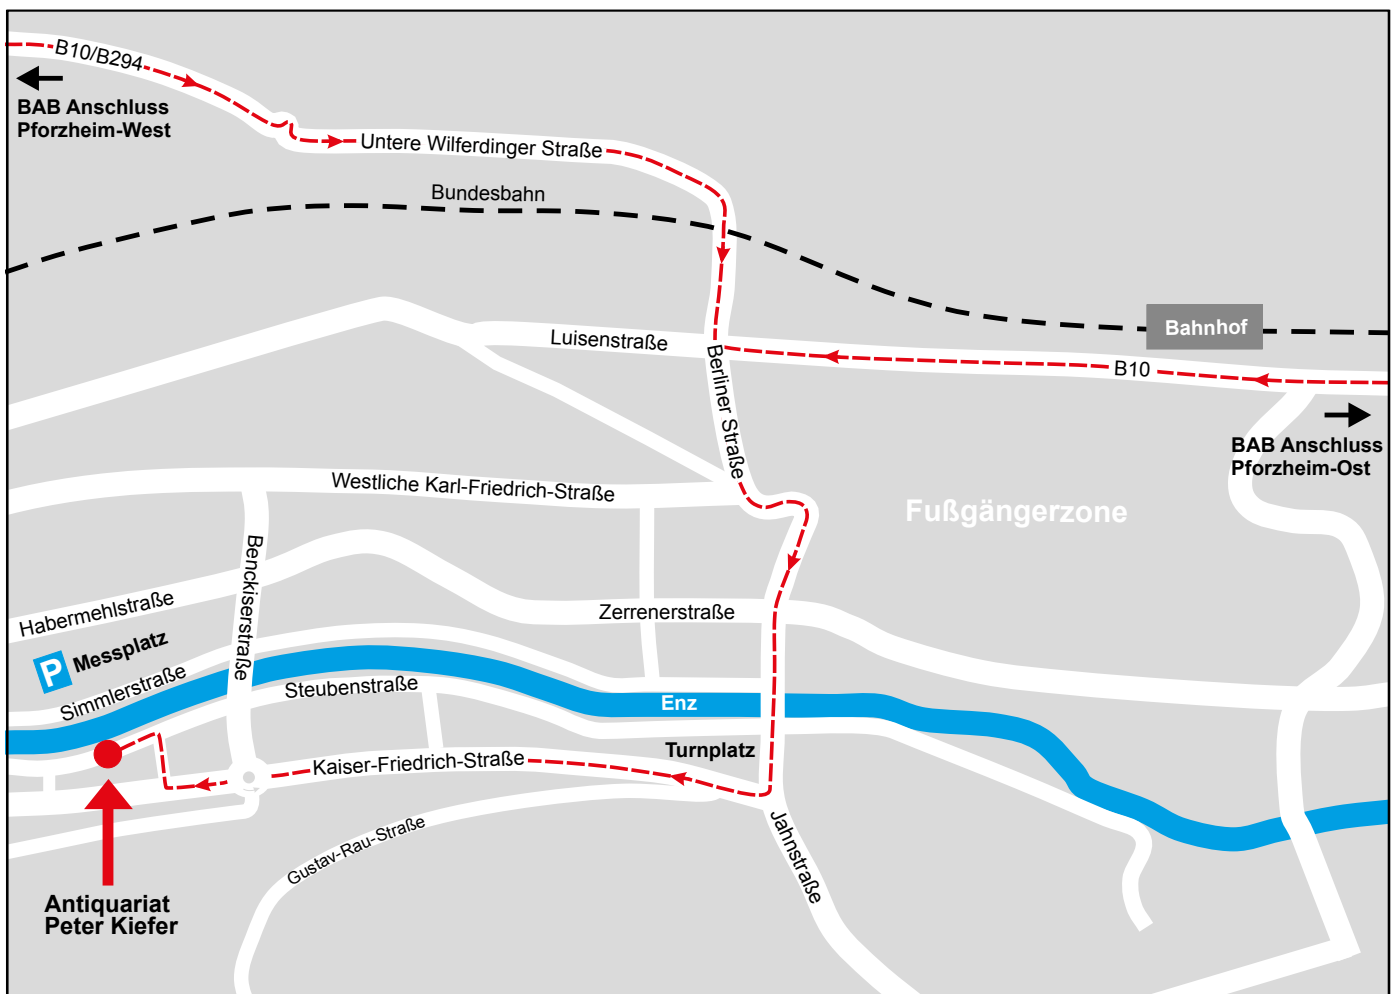 B10/B294
BAB Anschluss
Pforzheim-West
Untere Wilferdinger Straße
Bundesbahn
Bahnhof
Luisenstraße
B10
Berliner Straße
BAB Anschluss
Pforzheim-Ost
Westliche Karl-Friedrich-Straße
Fußgängerzone
Benckiserstraße
Habermehlstraße
Zerrenerstraße
P Messplatz
Simmlerstraße
Steubenstraße
Enz
Turnplatz
Kaiser-Friedrich-Straße
Gustav-Rau-Straße
Jahnstraße
Antiquariat
Peter Kiefer